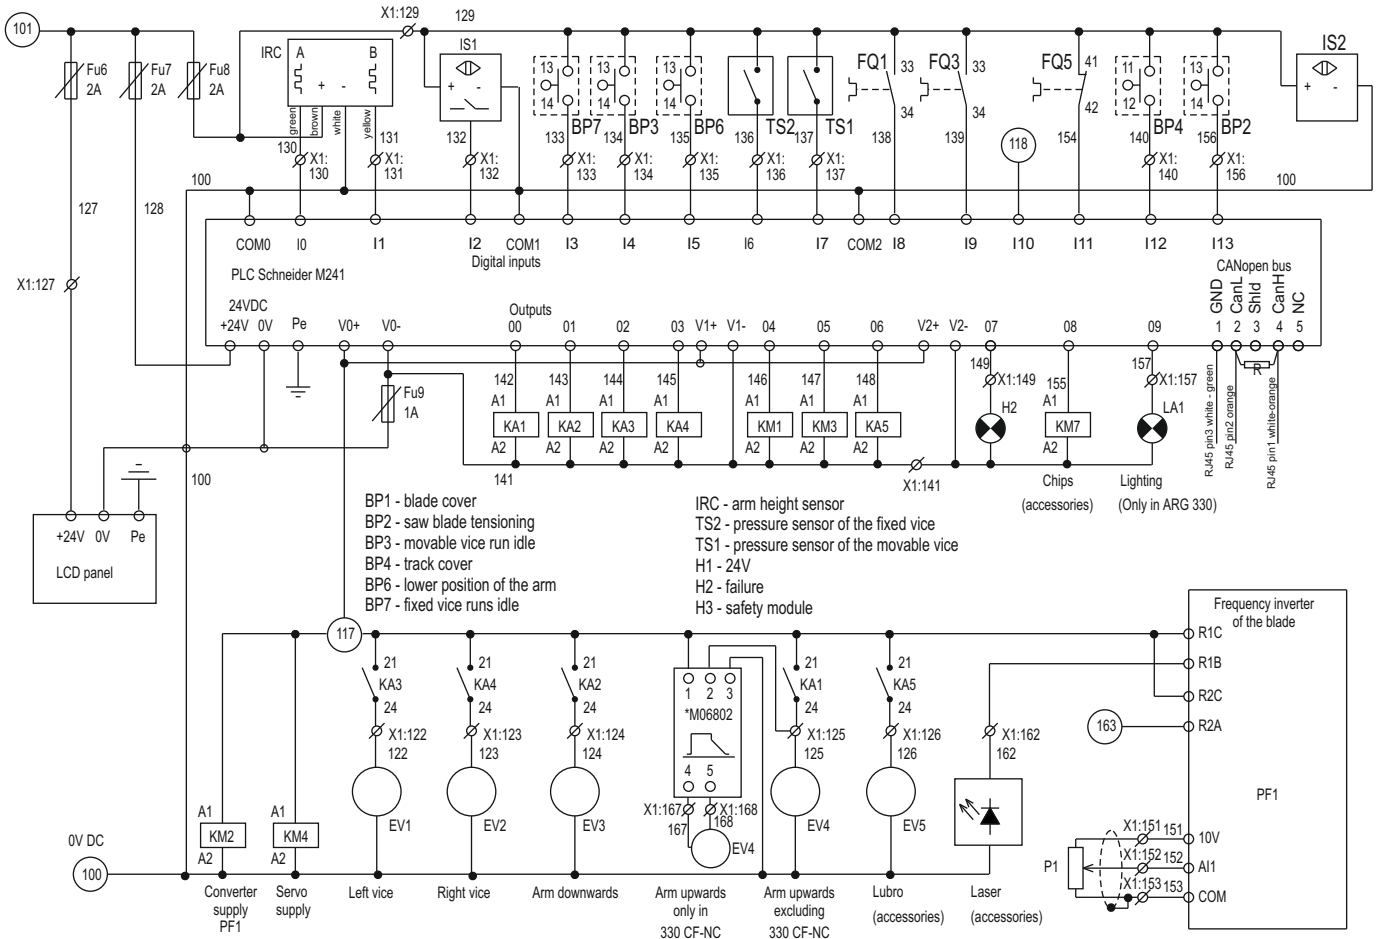 101
X1:129
129
IRC A B
+ -
IS1
+ -
IS2
+ -
Fu6
2A
Fu7
2A
Fu8
2A
green
brown
white
yellow
130
X1:
130
131
X1:
131
132
X1:
132
13
14
BP7
133
X1:
133
13
14
BP3
134
X1:
134
13
14
BP6
135
X1:
135
TS2
136
X1:
136
TS1
137
X1:
137
FQ1
33
34
138
FQ3
33
34
139
118
FQ5
41
42
154
11
12
BP4
140
X1:
140
13
14
BP2
156
X1:
156
100
100
127
128
X1:127
COM0 I0 I1 I2 COM1 I3 I4 I5 I6 I7 COM2 I8 I9 I10 I11 I12 I13
Digital inputs
PLC Schneider M241
CANopen bus
GND
CanL
Shld
CanH
NC
1 2 3 4 5
24VDC
+24V 0V Pe V0+ V0-
Outputs
00 01 02 03 V1+ V1- 04 05 06 V2+ V2- 07 08 09
R
RJ45 pin3 white - green
RJ45 pin2 orange
RJ45 pin1 white-orange
Fu9
1A
142
A1
KA1
A2
143
A1
KA2
A2
144
A1
KA3
A2
145
A1
KA4
A2
146
A1
KM1
A2
147
A1
KM3
A2
148
A1
KA5
A2
149
X1:149
H2
155
A1
KM7
A2
157
X1:157
LA1
141
X1:141
Chips
(accessories)
Lighting
(Only in ARG 330)
100
+24V 0V Pe
LCD panel
BP1 - blade cover
BP2 - saw blade tensioning
BP3 - movable vice run idle
BP4 - track cover
BP6 - lower position of the arm
BP7 - fixed vice runs idle
IRC - arm height sensor
TS2 - pressure sensor of the fixed vice
TS1 - pressure sensor of the movable vice
H1 - 24V
H2 - failure
H3 - safety module
117
21
KA3
24
X1:122
122
EV1
21
KA4
24
X1:123
123
EV2
21
KA2
24
X1:124
124
EV3
1 2 3
*M06802
4 5
X1:167
167
X1:168
168
EV4
21
KA1
24
X1:125
125
EV4
21
KA5
24
X1:126
126
EV5
X1:162
162
Frequency inverter
of the blade
R1C
R1B
R2C
163
R2A
PF1
X1:151 151 10V
P1
X1:152 152 AI1
X1:153 153 COM
A1
KM2
A2
A1
KM4
A2
0V DC
100
Converter
supply
PF1
Servo
supply
Left vice
Right vice
Arm downwards
Arm upwards
only in
330 CF-NC
Arm upwards
excluding
330 CF-NC
Lubro
(accessories)
Laser
(accessories)